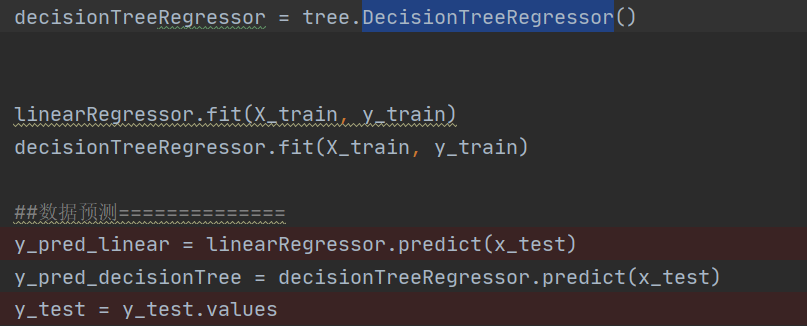 decisionTreeRegressor = tree.DecisionTreeRegressor()
linearRegressor.fit(X_train, y_train)
decisionTreeRegressor.fit(X_train, y_train)
##数据预测==============
y_pred_linear = linearRegressor.predict(x_test)
y_pred_decisionTree = decisionTreeRegressor.predict(x_test)
y_test = y_test.values